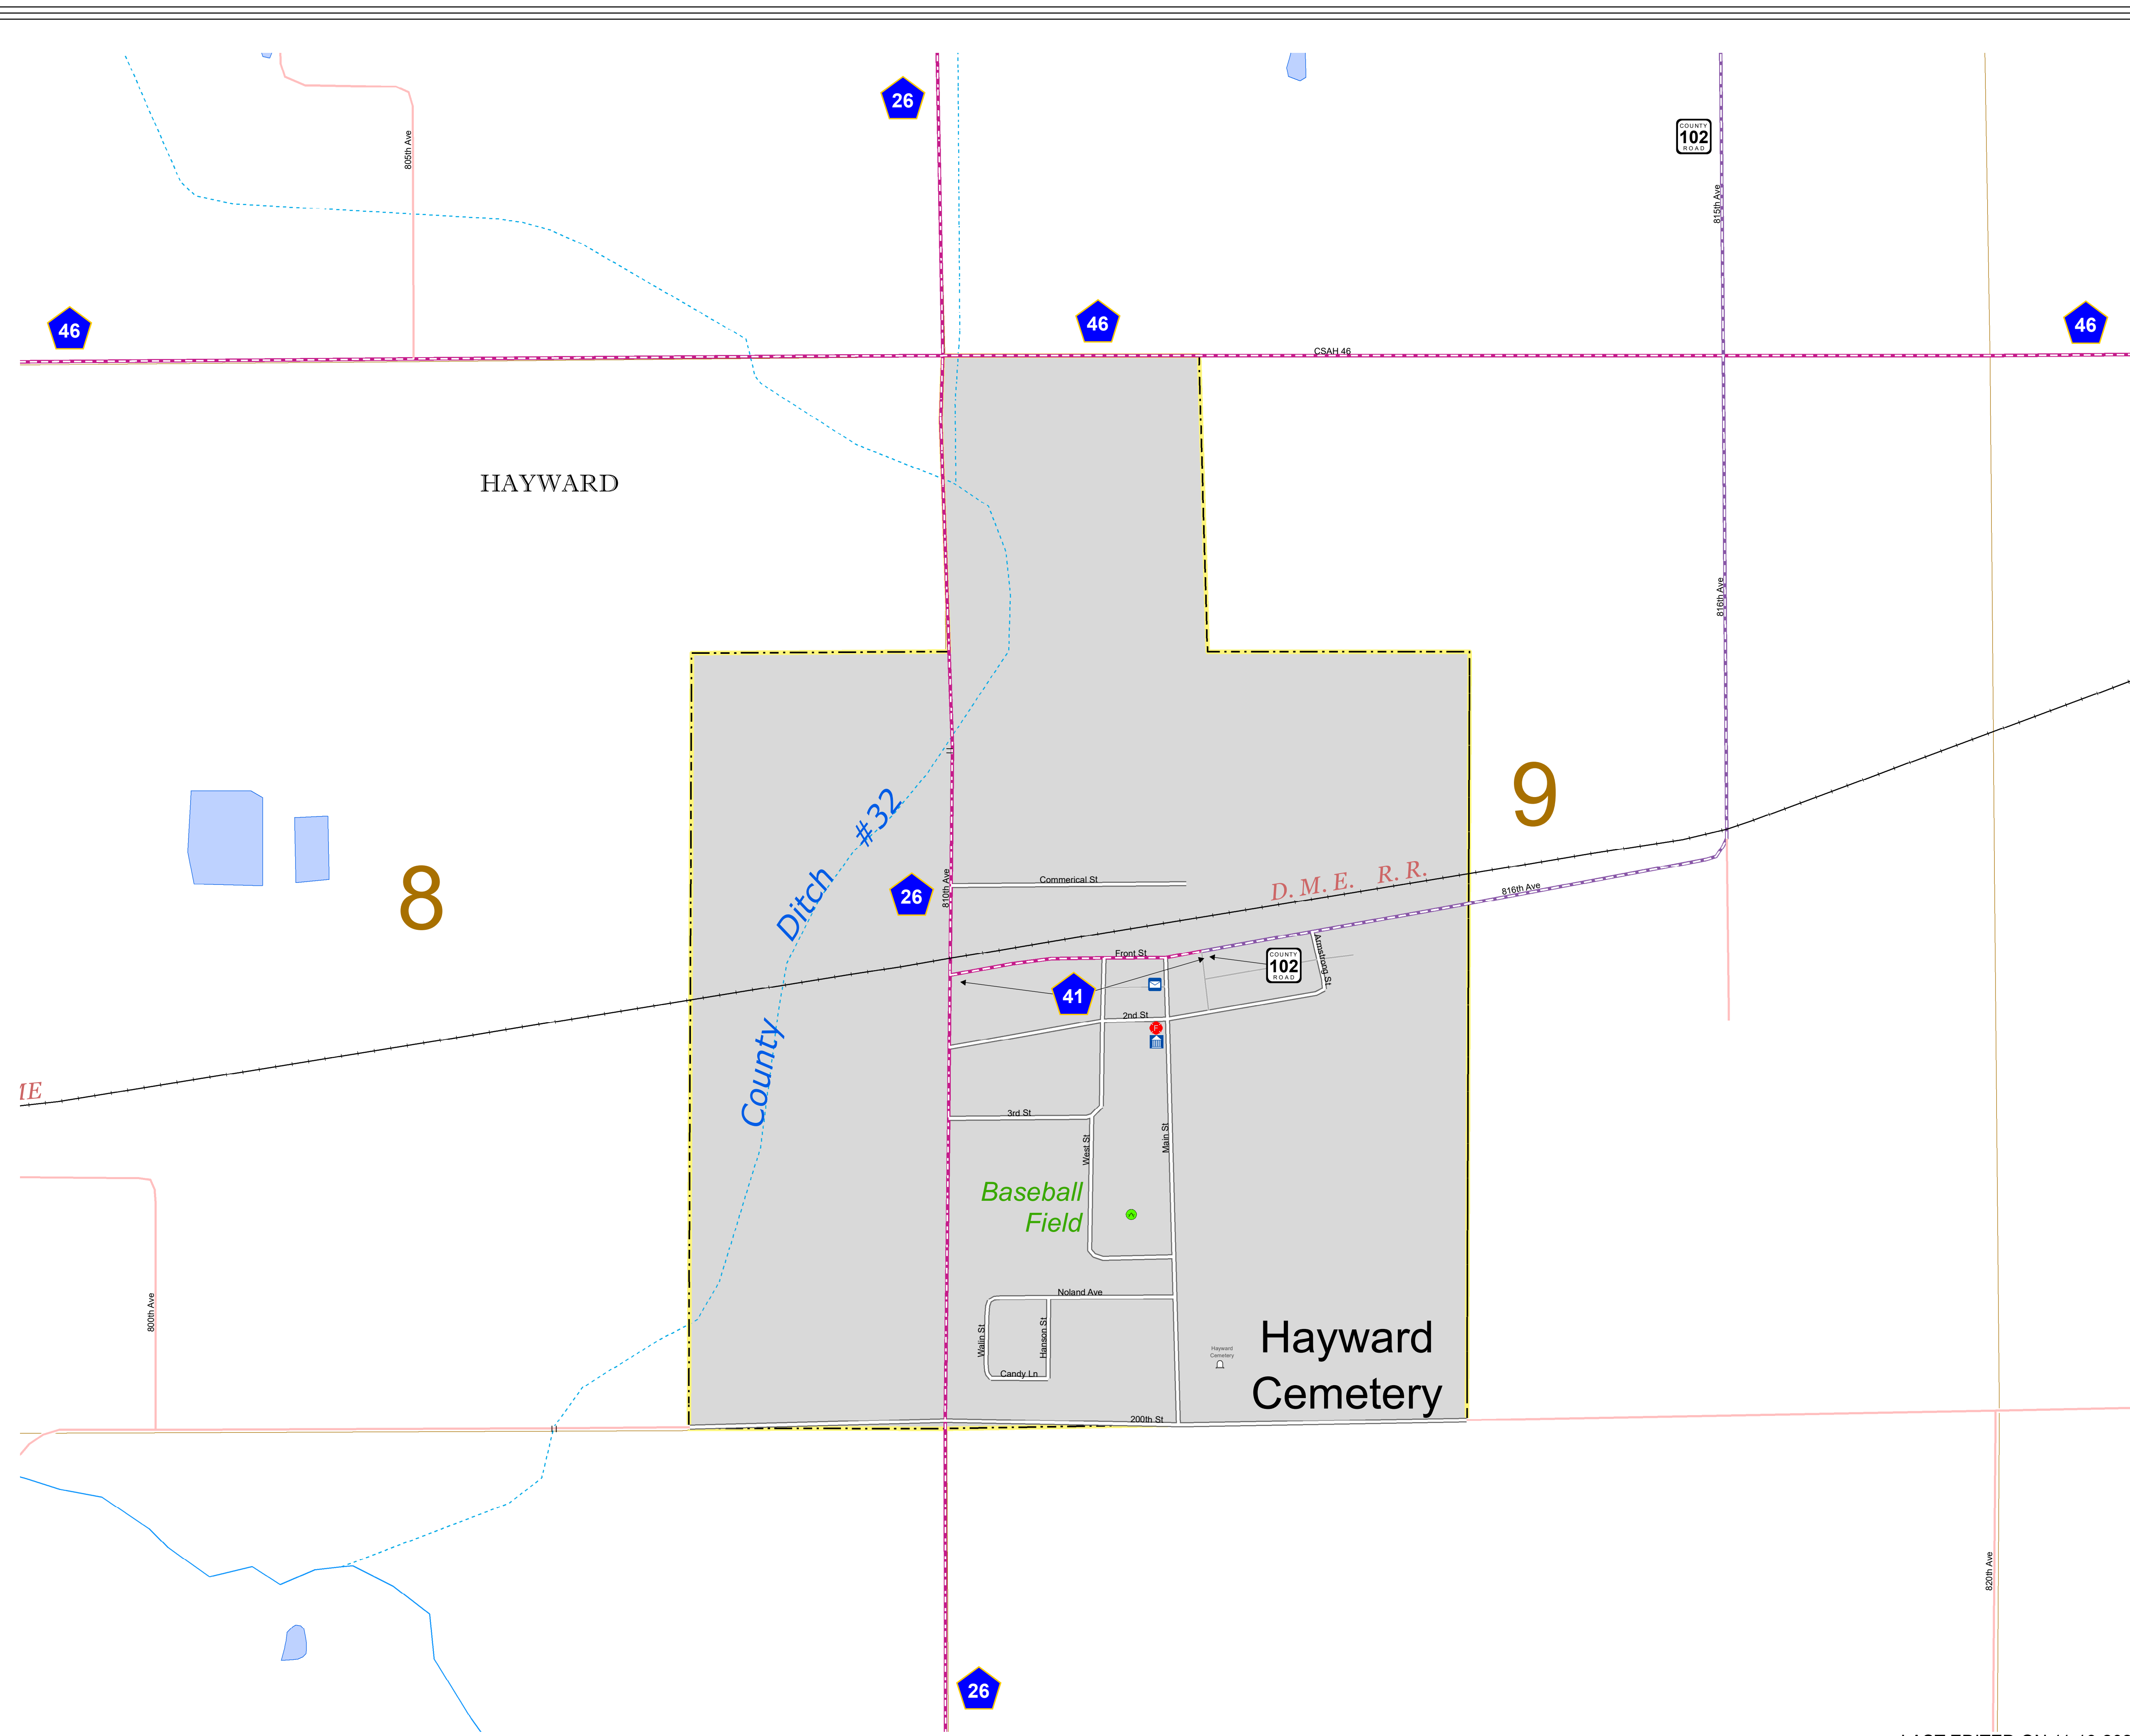 26
COUNTY
102
ROAD
805th Ave
815th Ave
46
46
46
CSAH 46
HAYWARD
816th Ave
9
#32
8
Ditch
26
810th Ave
Commerical St
D. M. E. R. R.
816th Ave
Front St
Armstrong St
COUNTY
102
ROAD
41
2nd St
County
3rd St
West St
Main St
Baseball
Field
800th Ave
Noland Ave
Walin St
Hanson St
Candy Ln
Hayward
Cemetery
Hayward
Cemetery
200th St
820th Ave
26